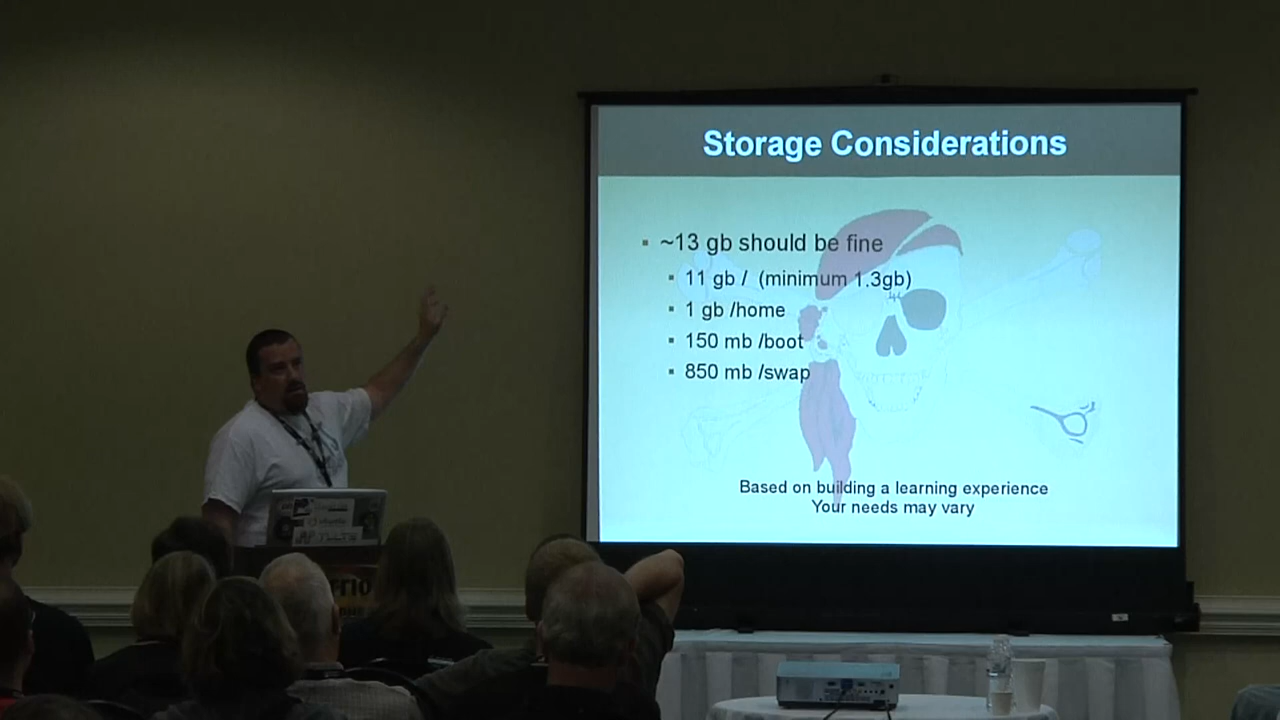 Storage Considerations
~13 gb should be fine
11 gb / (minimum 1.3gb)
1 gb /home
150 mb /boot
850 mb /swap
Based on building a learning experience
Your needs may vary